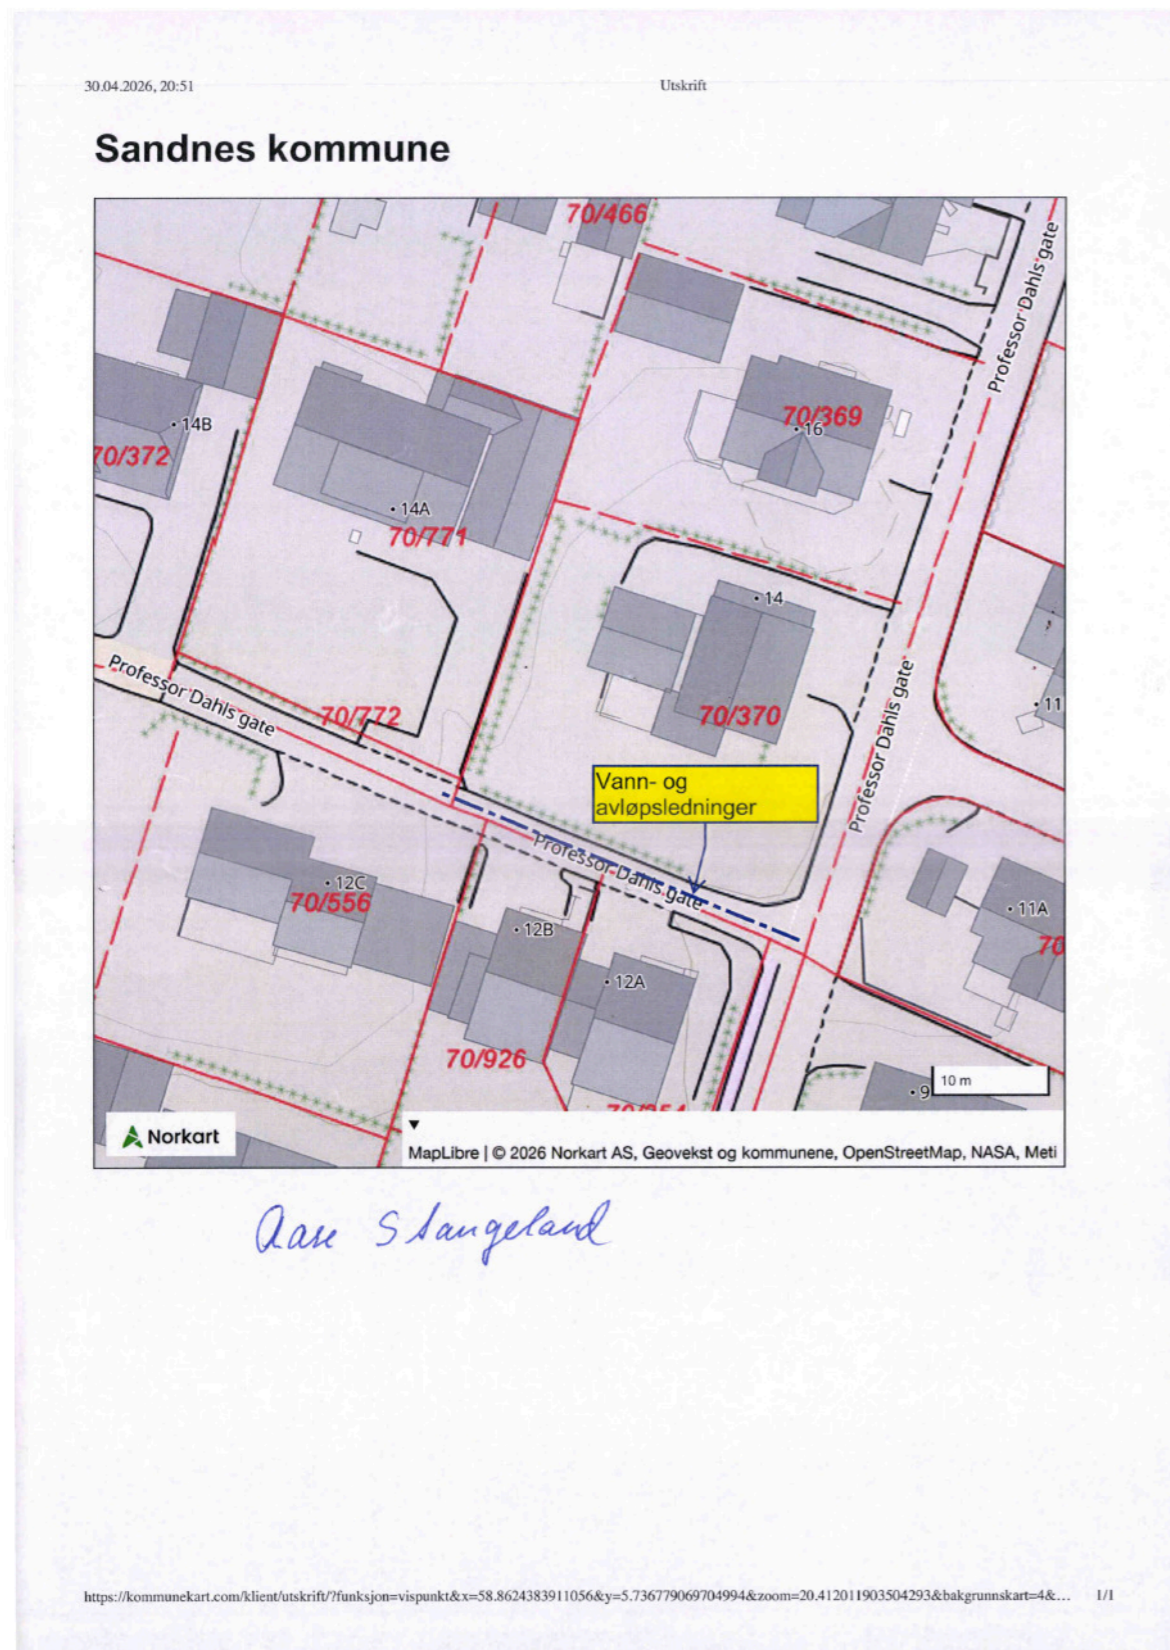 30.04.2026, 20:51 Utskrift
Sandnes kommune
70/466
Professor Dahls gate
14B
70/372
70/369
16
14A
70/771
14
Professor Dahls gate
70/772
70/370
11
Professor Dahls gate
Vann- og
avløpsledninger
Professor Dahls gate
12C
70/556
12B
11A
70
12A
70/926
10 m
9
Norkart
MapLibre | © 2026 Norkart AS, Geovekst og kommunene, OpenStreetMap, NASA, Meti
Aase Stangeland
https://kommunekart.com/klient/utskrift/?funksjon=vispunkt&x=58.8624383911056&y=5.736779069704994&zoom=20.412011903504293&bakgrunnskart=4&... 1/1